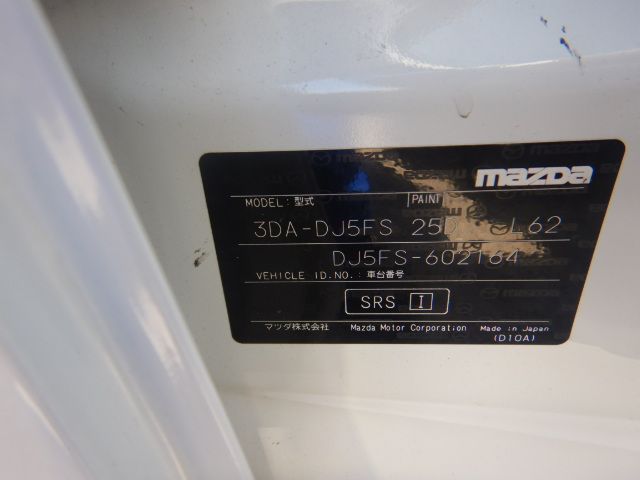 mazda
MODEL: 型式 PAINT
3DA-DJ5FS 25D L62
DJ5FS-602164
VEHICLE ID.NO.: 車台番号
SRS I
マツダ株式会社 Mazda Motor Corporation Made in Japan
(D10A)